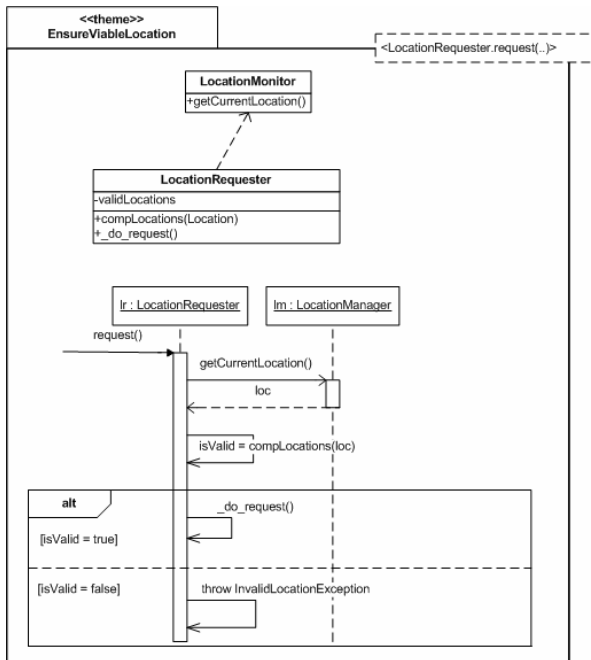 <<theme>>
EnsureViableLocation
<LocationRequester.request(..)>
LocationMonitor
+getCurrentLocation()
LocationRequester
-validLocations
+compLocations(Location)
+_do_request()
lr : LocationRequester
lm : LocationManager
request()
getCurrentLocation()
loc
isValid = compLocations(loc)
alt
_do_request()
[isValid = true]
[isValid = false]
throw InvalidLocationException